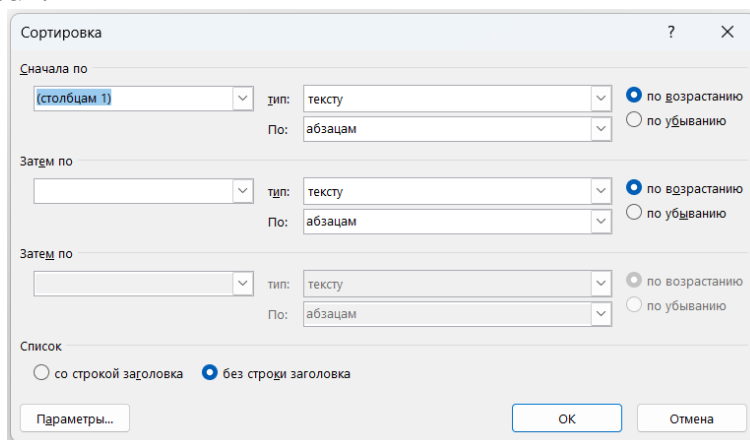 Сортировка ?
Сначала по
(столбцам 1) тип: тексту по возрастанию
По: абзацам по убыванию
Затем по
тип: тексту по возрастанию
По: абзацам по убыванию
Затем по
тип: тексту по возрастанию
По: абзацам по убыванию
Список
со строкой заголовка без строки заголовка
Параметры... ОК Отмена